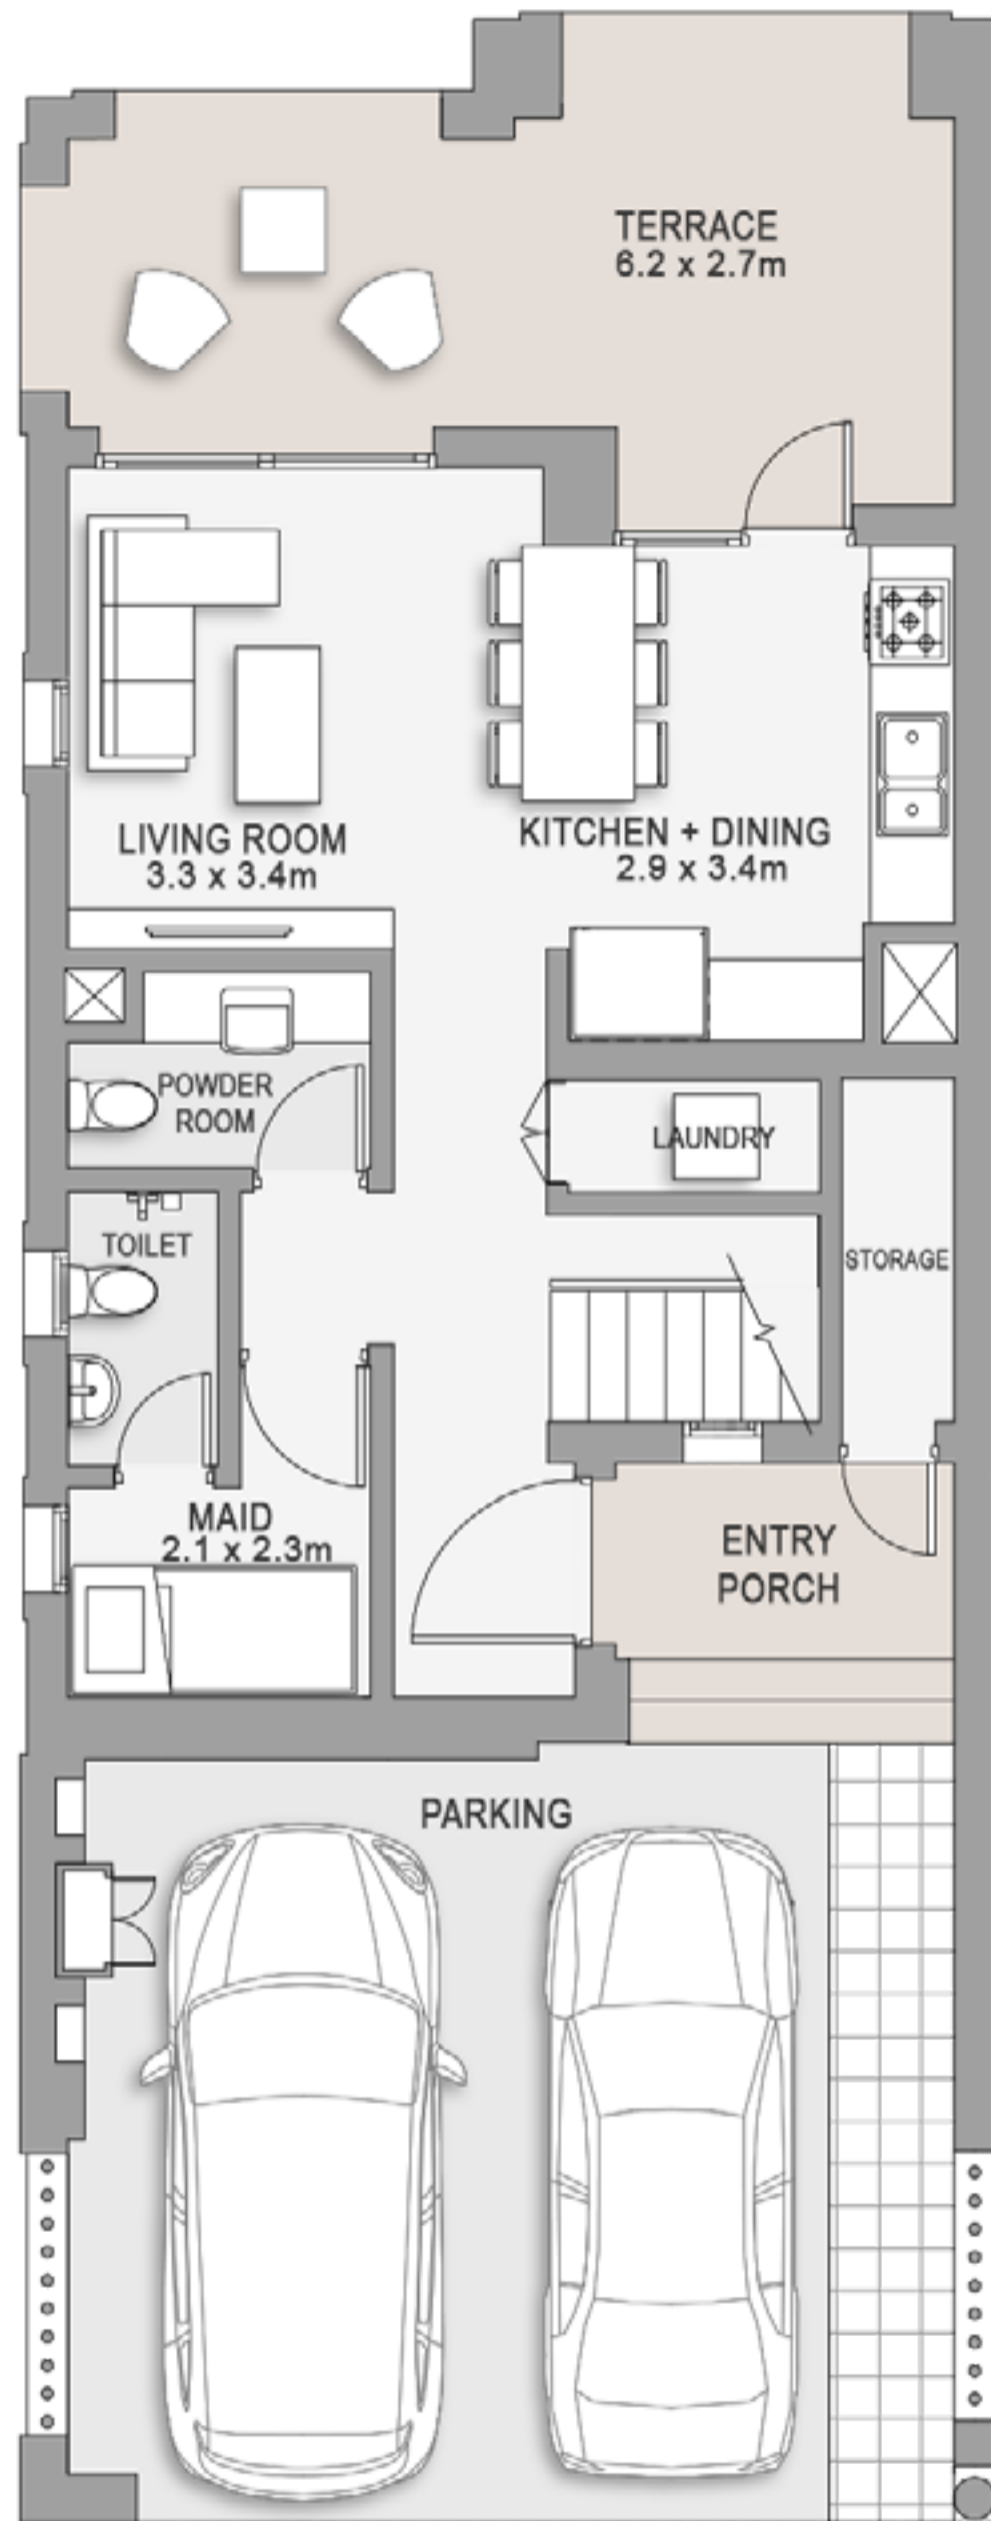 TERRACE
6.2 x 2.7m
LIVING ROOM
3.3 x 3.4m
KITCHEN + DINING
2.9 x 3.4m
POWDER
ROOM
LAUNDRY
TOILET
STORAGE
MAID
2.1 x 2.3m
ENTRY
PORCH
PARKING